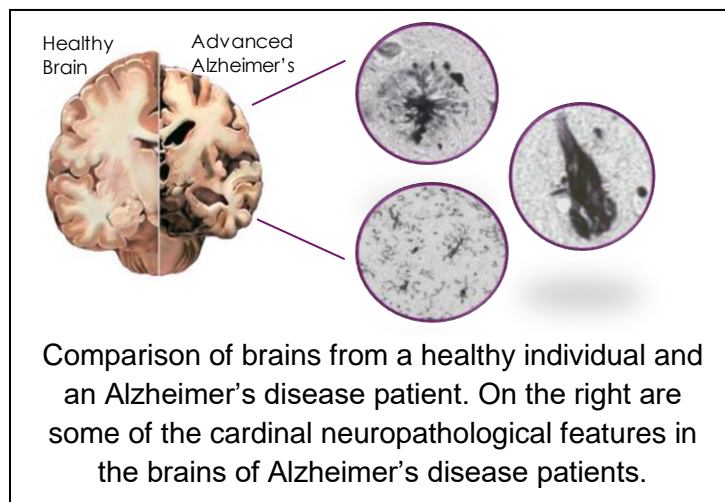 Healthy
Brain
Advanced
Alzheimer's
Comparison of brains from a healthy individual and
an Alzheimer's disease patient. On the right are
some of the cardinal neuropathological features in
the brains of Alzheimer's disease patients.